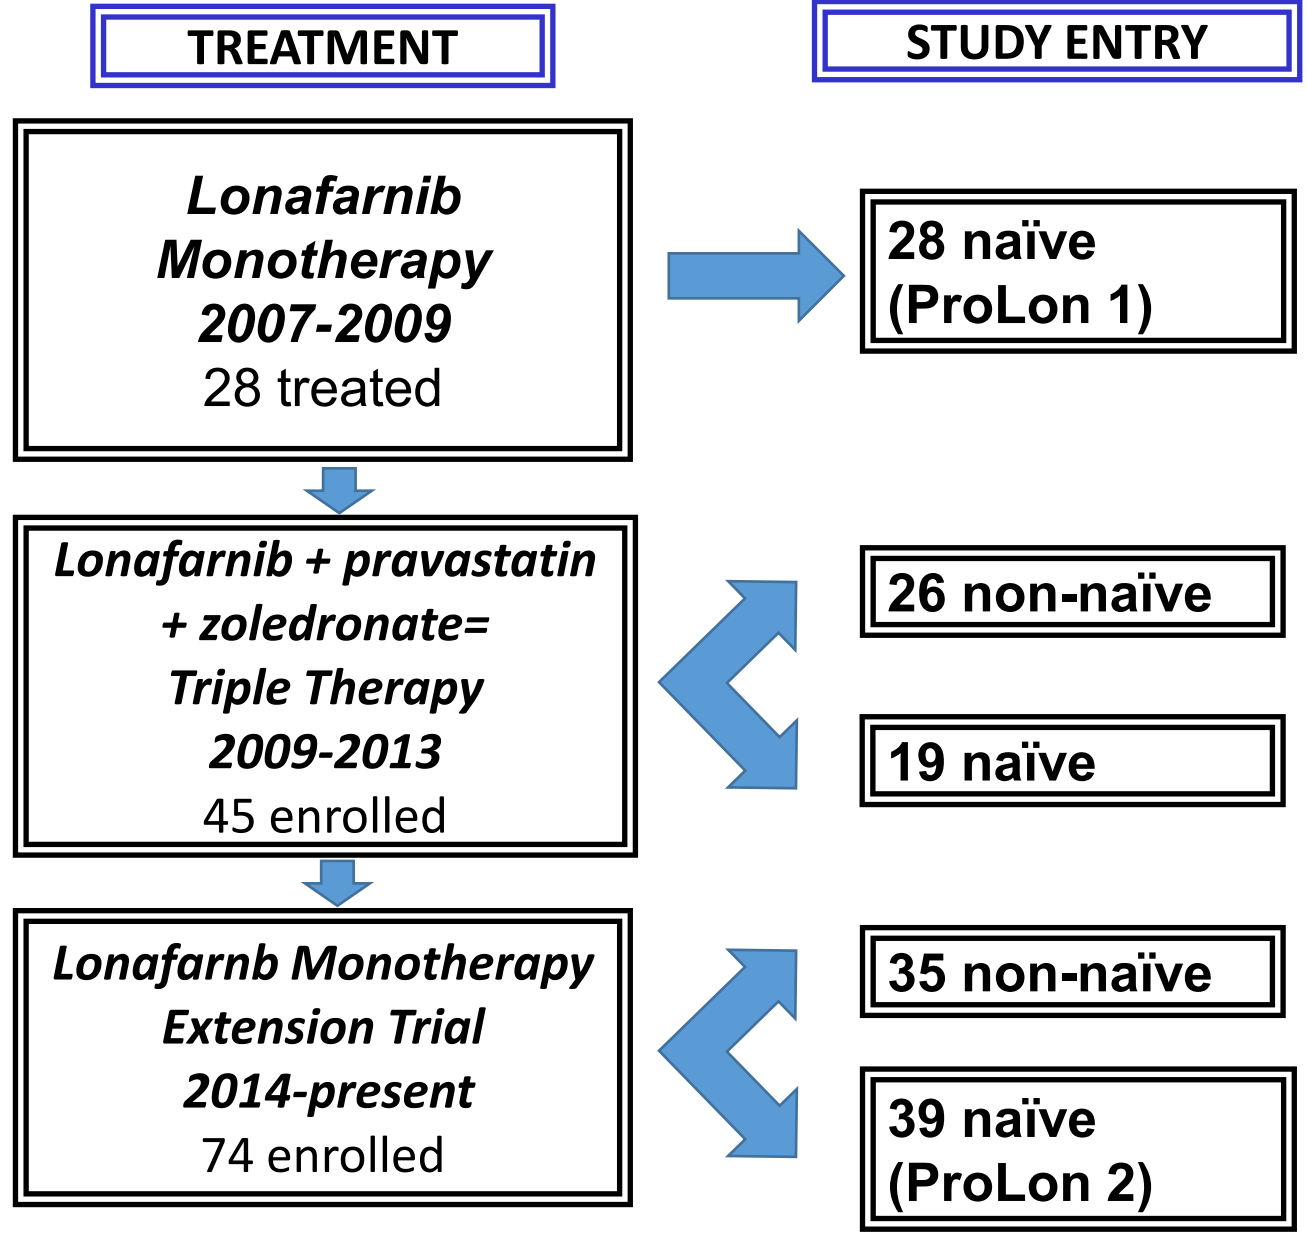 TREATMENT
STUDY ENTRY
Lonafarnib
Monotherapy
2007-2009
28 treated
28 naïve
(ProLon 1)
Lonafarnib + pravastatin
+ zoledronate=
Triple Therapy
2009-2013
45 enrolled
26 non-naïve
19 naïve
Lonafarnb Monotherapy
Extension Trial
2014-present
74 enrolled
35 non-naïve
39 naïve
(ProLon 2)